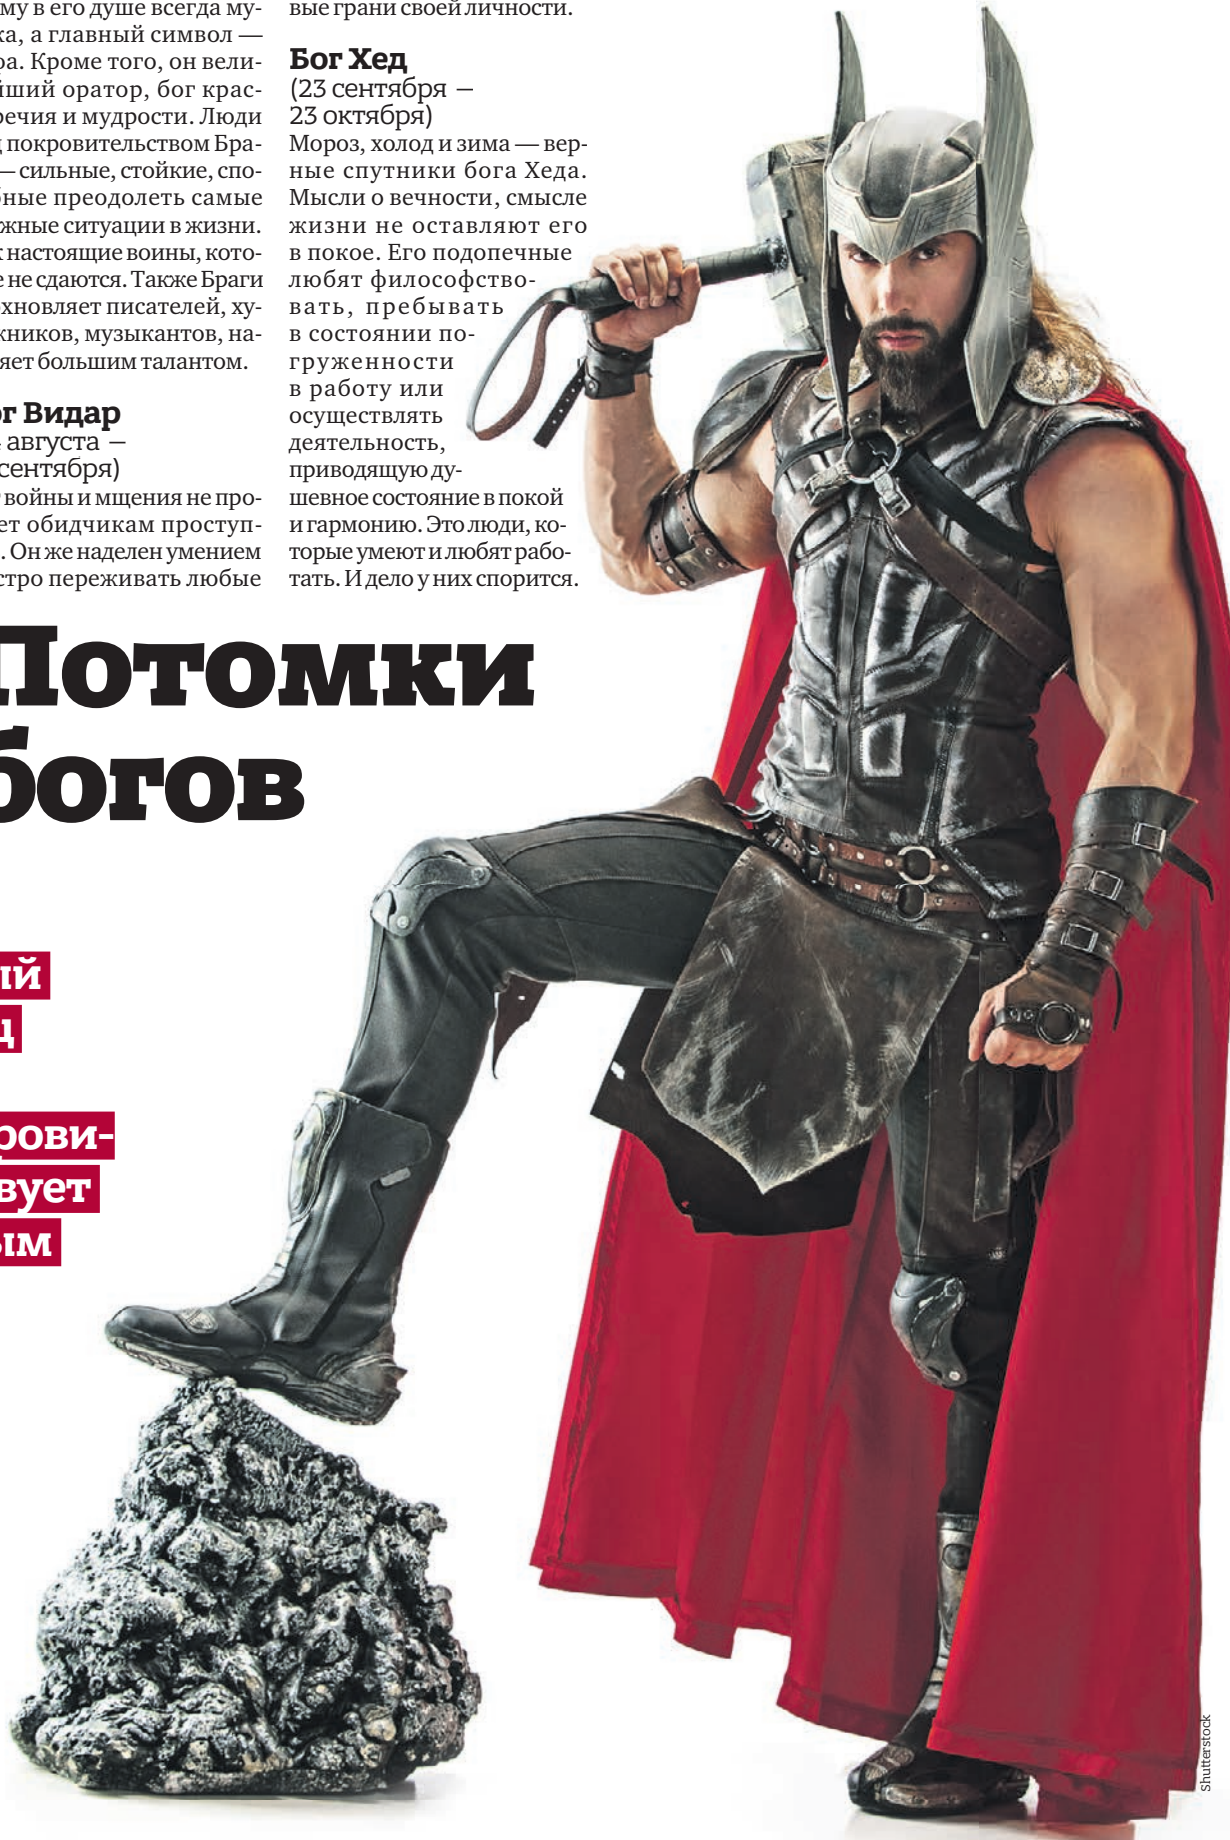 му в его душе всегда му-
ка, а главный символ —
ра. Кроме того, он вели-
йший оратор, бог крас-
речия и мудрости. Люди
покровительством Бра-
— сильные, стойкие, спо-
ные преодолеть самые
жные ситуации в жизни.
настоящие воины, кото-
е не сдаются. Также Браги
охновляет писателей, ху-
жников, музыкантов, на-
яет большим талантом.
ог Видар
августа —
сентября)
войны и мщения не про-
ет обидчикам проступ-
. Он же наделен умением
стро переживать любые
вые грани своей личности.
Бог Хед
(23 сентября —
23 октября)
Мороз, холод и зима — вер-
ные спутники бога Хеда.
Мысли о вечности, смысле
жизни не оставляют его
в покое. Его подопечные
любят философство-
вать, пребывать
в состоянии по-
груженности
в работу или
осуществлять
деятельность,
приводящую ду-
шевное состояние в покой
и гармонию. Это люди, ко-
торые умеют и любят рабо-
тать. И дело у них спорится.
Потомки
богов
ый
ц
рови-
вует
ым
Shutterstock